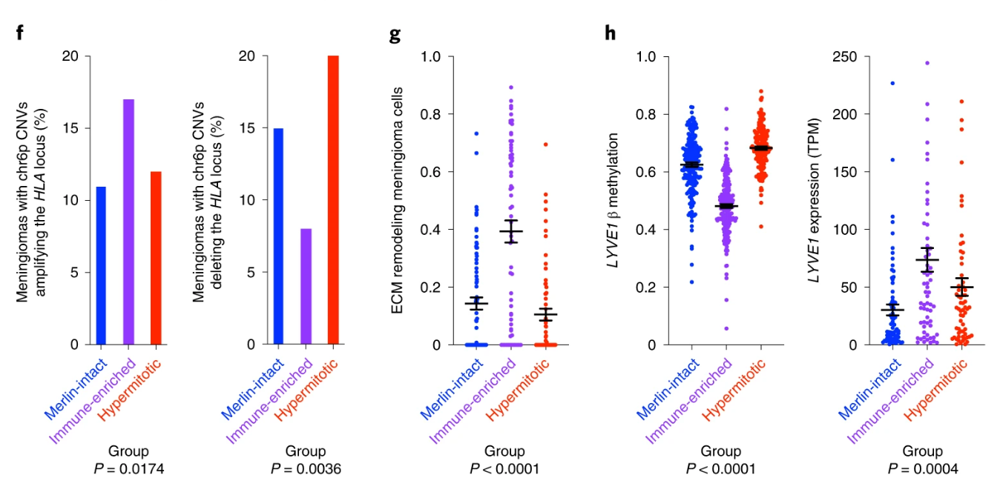 f
Meningiomas with chr6p CNVs
amplifying the HLA locus (%)
20
15
10
5
0
Merlin-intact
Immune-enriched
Hypermitotic
Group
P = 0.0174
Meningiomas with ch6p CNVs
deleting the HLA locus (%)
20
15
10
5
0
Merlin-intact
Immune-enriched
Hypermitotic
Group
P = 0.0036
g
ECM remodeling meningioma cells
1.0
0.8
0.6
0.4
0.2
0
Merlin-intact
Immune-enriched
Hypermitotic
Group
P < 0.0001
h
LYVE1 β methylation
1.0
0.8
0.6
0.4
0.2
0
Merlin-intact
Immune-enriched
Hypermitotic
Group
P < 0.0001
LYVE1 expression (TPM)
250
200
150
100
50
0
Merlin-intact
Immune-enriched
Hypermitotic
Group
P = 0.0004